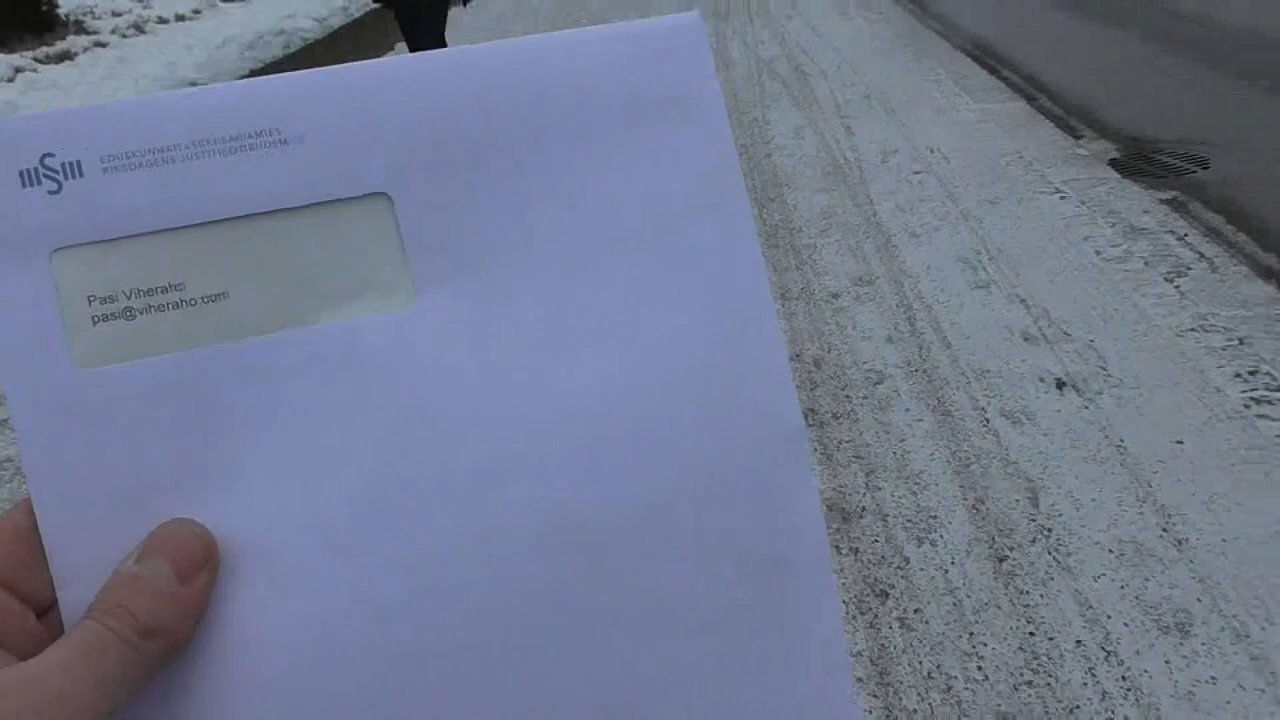 EDUSKUNNAN OIKEUSASIAMIES
RIKSDAGENS JUSTITIEOMBUDSMAN
Pasi Viheraho
pasi@viheraho.com